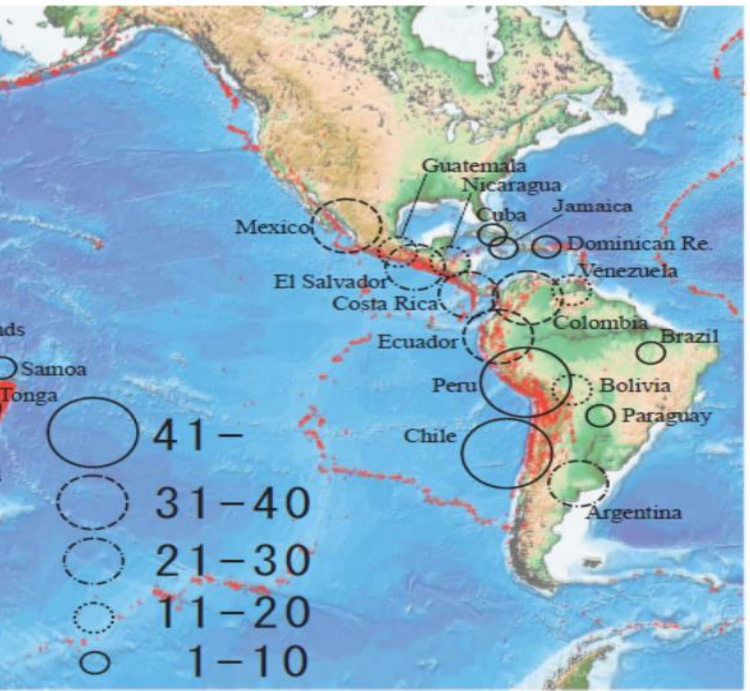 Guatemala
Nicaragua
Cuba
Jamaica
Mexico
Dominican Re.
El Salvador
Venezuela
Costa Rica
Colombia
nds
Ecuador
Brazil
Samoa
Peru
Bolivia
Tonga
Paraguay
Chile
41-
31-40
Argentina
21-30
11-20
1-10